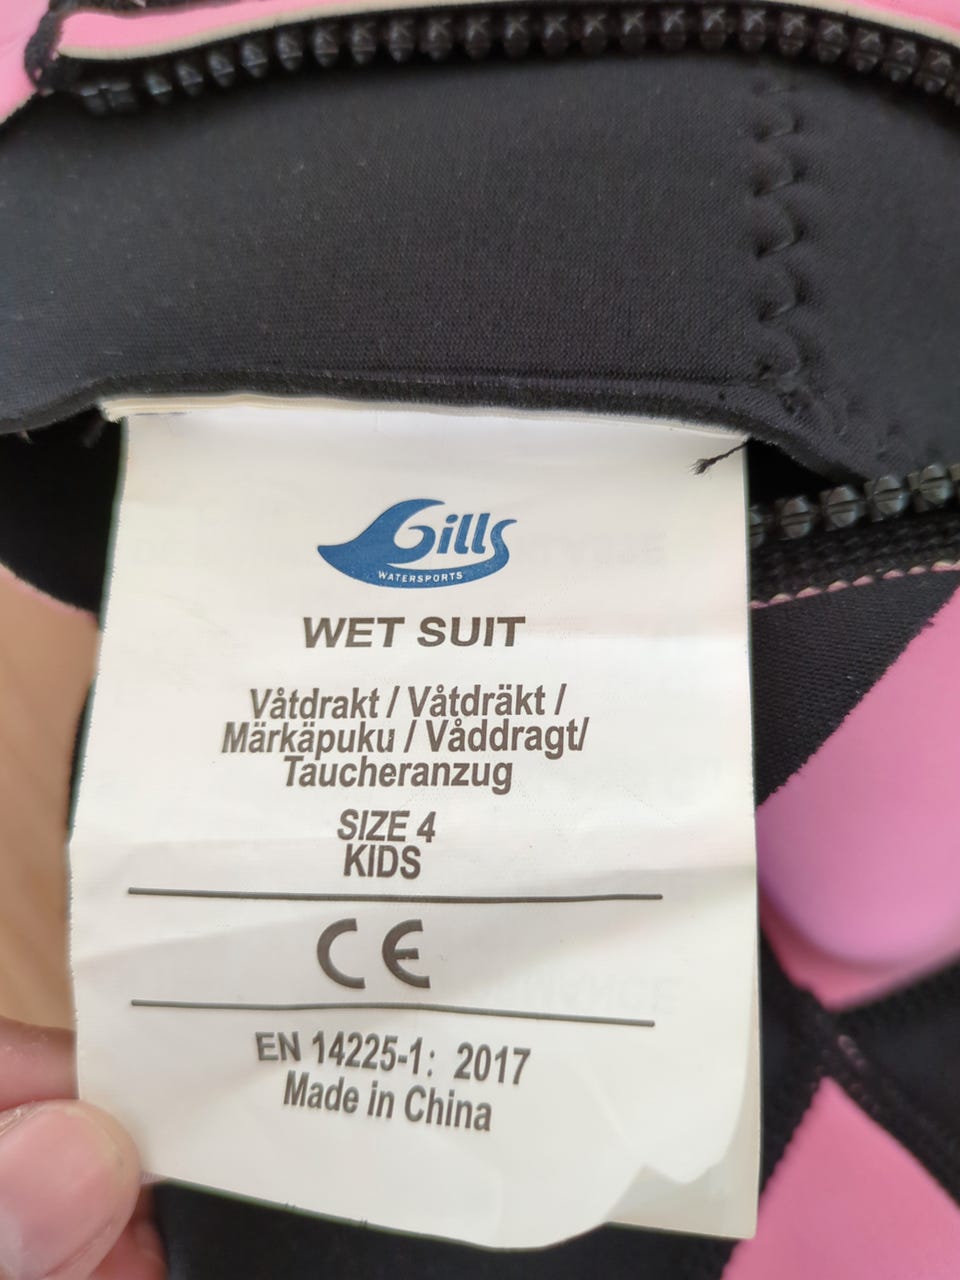 Gills
WATERSPORTS
WET SUIT
Våtdrakt / Våtdräkt /
Märkäpuku / Våddragt/
Taucheranzug
SIZE 4
KIDS
CE
EN 14225-1: 2017
Made in China